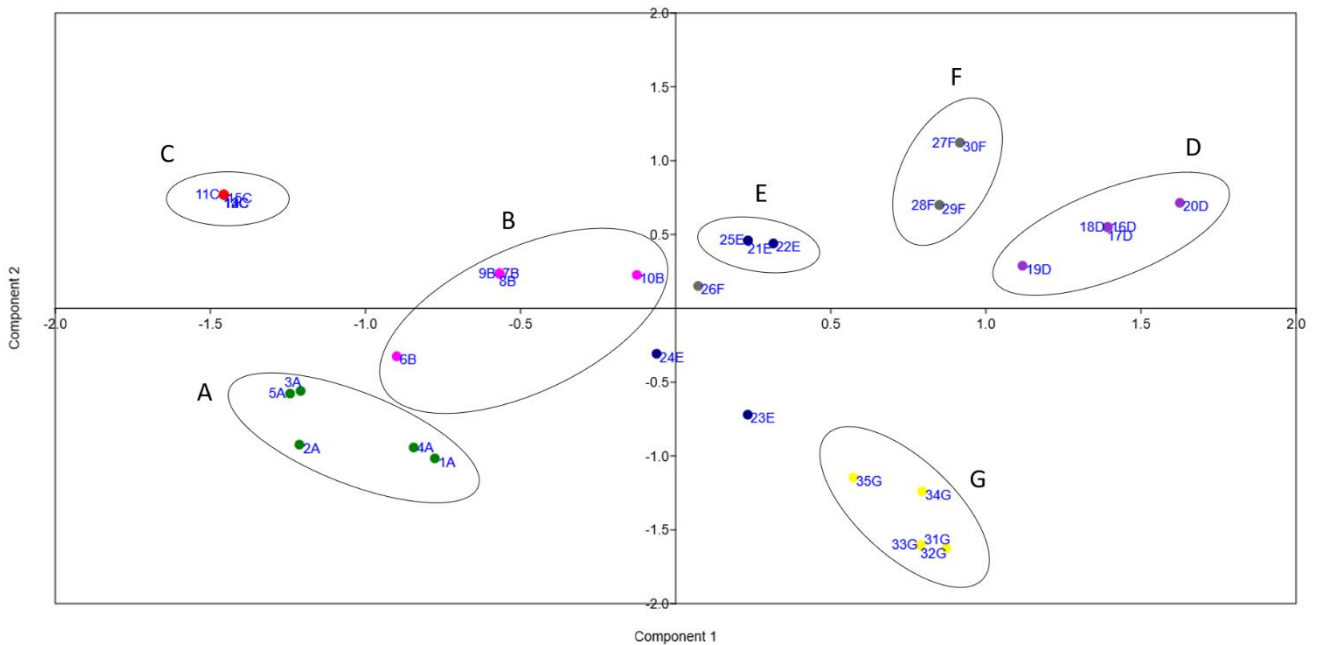 2.0
F
1.5
D
C
27F 30F
1.0
E
11C 15C
B
28F 29F
20D
18D 16D
17D
0.5
25E 22E
21E
9B 7B
8B
10B
19D
26F
-2.0 -1.5 -1.0 -0.5 0.5 1.0 1.5 2.0
Component 2
6B
24E
A
3A
5A
-0.5
23E
2A
4A
1A
-1.0
G
35G
34G
-1.5
33G 31G
32G
-2.0
Component 1